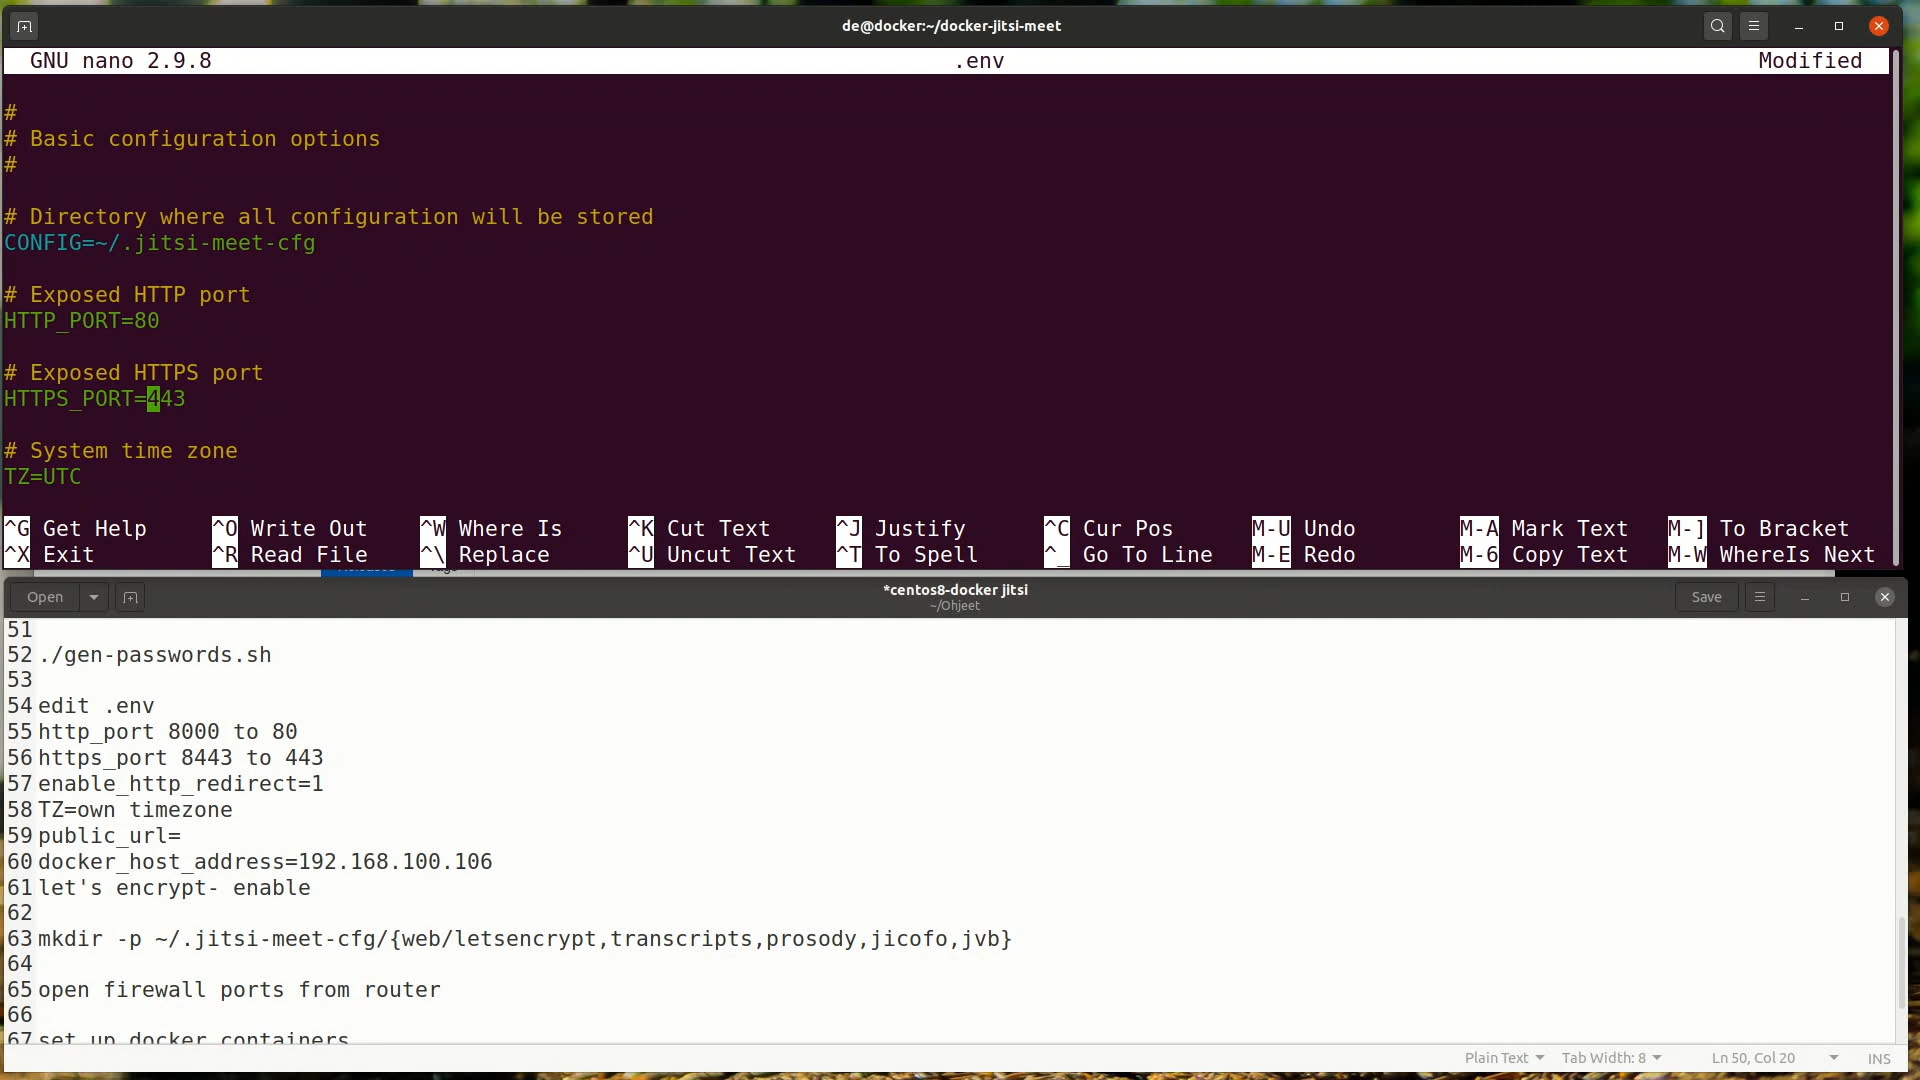 de@docker:~/docker-jitsi-meet
GNU nano 2.9.8 .env Modified
#
# Basic configuration options
#
# Directory where all configuration will be stored
CONFIG=~/.jitsi-meet-cfg
# Exposed HTTP port
HTTP_PORT=80
# Exposed HTTPS port
HTTPS_PORT=443
# System time zone
TZ=UTC
^G Get Help ^O Write Out ^W Where Is ^K Cut Text ^J Justify ^C Cur Pos M-U Undo M-A Mark Text M-] To Bracket
^X Exit ^R Read File ^\ Replace ^U Uncut Text ^T To Spell ^_ Go To Line M-E Redo M-6 Copy Text M-W WhereIs Next
Open *centos8-docker jitsi Save
~/Ohjeet
51
52 ./gen-passwords.sh
53
54 edit .env
55 http_port 8000 to 80
56 https_port 8443 to 443
57 enable_http_redirect=1
58 TZ=own timezone
59 public_url=
60 docker_host_address=192.168.100.106
61 let's encrypt- enable
62
63 mkdir -p ~/.jitsi-meet-cfg/{web/letsencrypt,transcripts,prosody,jicofo,jvb}
64
65 open firewall ports from router
66
67 set up docker containers
Plain Text Tab Width: 8 Ln 50, Col 20 INS